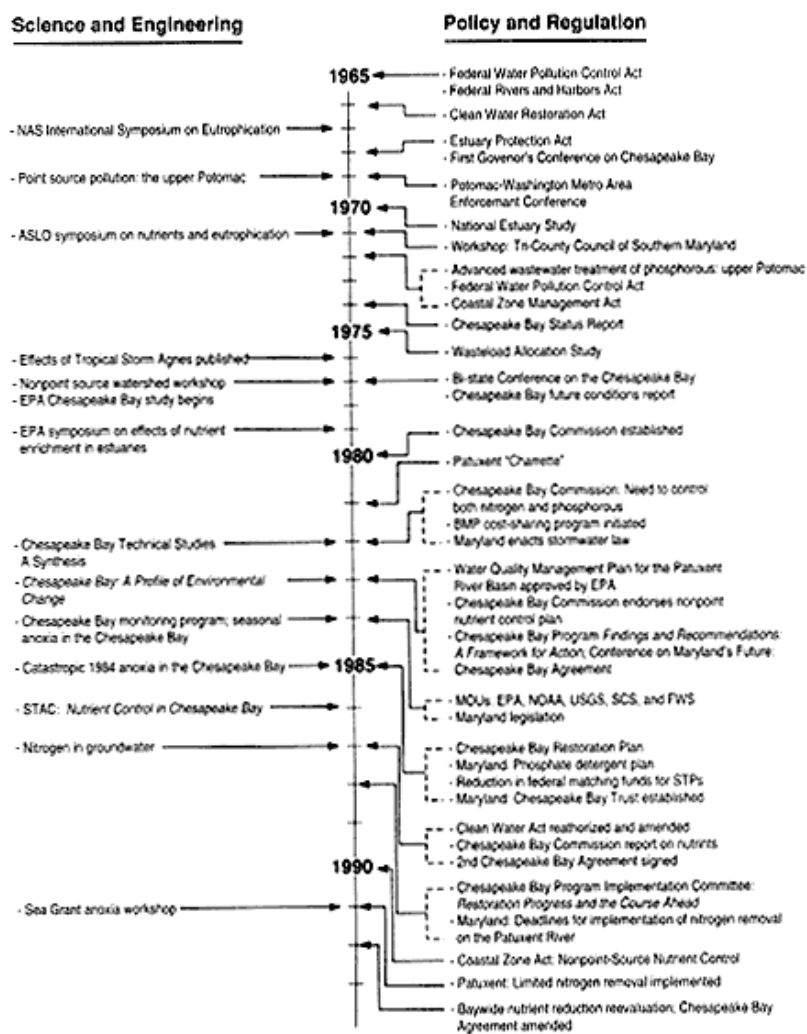 Science and Engineering
Policy and Regulation
1965
- Federal Water Pollution Control Act
- Federal Rivers and Harbors Act
- Clean Water Restoration Act
- NAS International Symposium on Eutrophication
- Estuary Protection Act
- First Govenor's Conference on Chesapeake Bay
- Point source pollution: the upper Potomac
- Potomac-Washington Metro Area
Enforcemant Conference
1970
- National Estuary Study
- ASLO symposium on nutrients and eutrophication
- Workshop: Tri-County Council of Southern Maryland
- Advanced wastewater treatment of phosphorous: upper Potomac
- Federal Water Pollution Control Act
- Coastal Zone Management Act
- Chesapeake Bay Status Report
1975
- Wasteload Allocation Study
- Effects of Tropical Storm Agnes published
- Nonpoint source watershed workshop
- EPA Chesapeake Bay study begins
- Bi-state Conference on the Chesapeake Bay
- Chesapeake Bay future conditions report
- EPA symposium on effects of nutrient
enrichment in estuaries
- Chesapeake Bay Commission established
1980
- Patuxent "Charrette"
- Chesapeake Bay Commission: Need to control
both nitrogen and phosphorous
- BMP cost-sharing program initiated
- Maryland enacts stormwater law
- Chesapeake Bay Technical Studies
A Synthesis
- Chesapeake Bay: A Profile of Environmental
Change
- Water Quality Management Plan for the Patuxent
River Basin approved by EPA
- Chesapeake Bay Commission endorses nonpoint
nutrient control plan
- Chesapeake Bay Program Findings and Recommendations:
A Framework for Action; Conference on Maryland's Future:
Chesapeake Bay Agreement
- Chesapeake Bay monitoring program; seasonal
anoxia in the Chesapeake Bay
- Catastropic 1984 anoxia in the Chesapeake Bay
1985
- MOUs: EPA, NOAA, USGS, SCS, and FWS
- Maryland legislation
- STAC: Nutrient Control in Chesapeake Bay
- Nitrogen in groundwater
- Chesapeake Bay Restoration Plan
- Maryland: Phosphate detergent plan
- Reduction in federal matching funds for STPs
- Maryland: Chesapeake Bay Trust established
- Clean Water Act reathorized and amended
- Chesapeake Bay Commission report on nutrints
- 2nd Chesapeake Bay Agreement signed
1990
- Chesapeake Bay Program Implementation Committee:
Restoration Progress and the Course Ahead
- Maryland: Deadlines for implementation of nitrogen removal
on the Patuxent River
- Sea Grant anoxia workshop
- Coastal Zone Act: Nonpoint-Source Nutrient Control
- Patuxent: Limited nitrogen removal implemented
- Baywide nutrient reduction reevaluation; Chesapeake Bay
Agreement amended